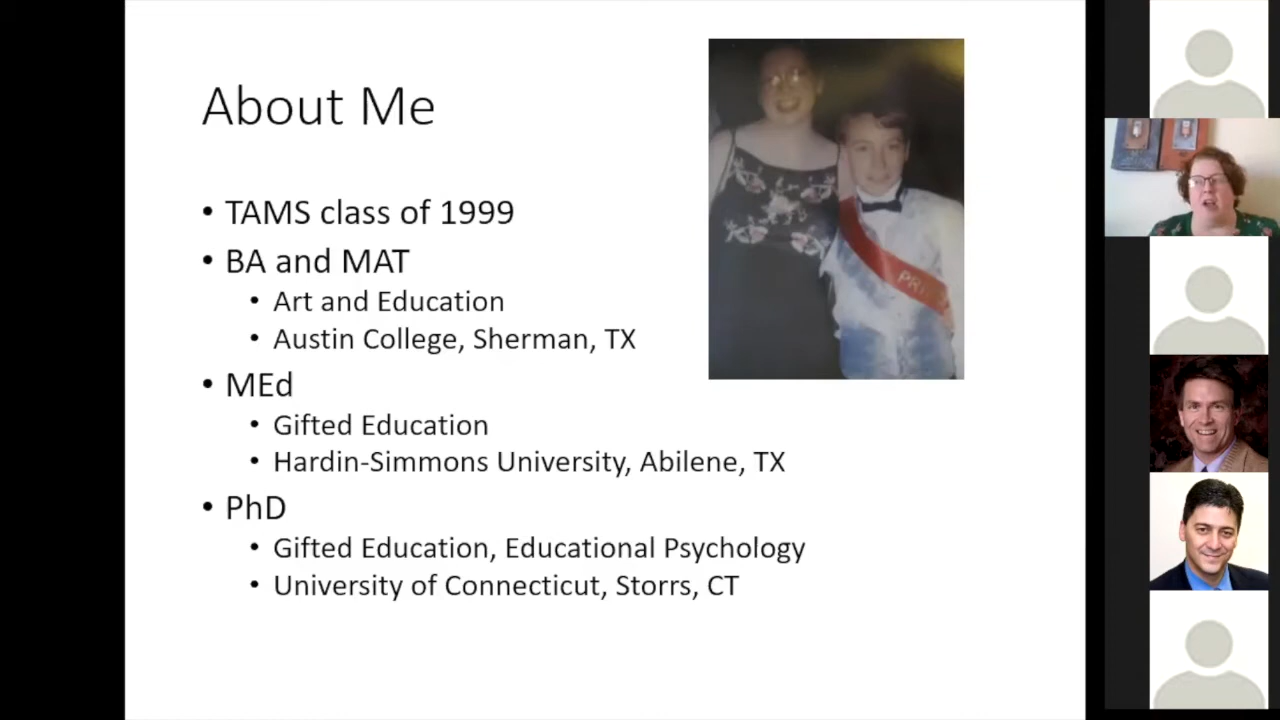 About Me
• TAMS class of 1999
• BA and MAT
• Art and Education
• Austin College, Sherman, TX
• MEd
• Gifted Education
• Hardin-Simmons University, Abilene, TX
• PhD
• Gifted Education, Educational Psychology
• University of Connecticut, Storrs, CT